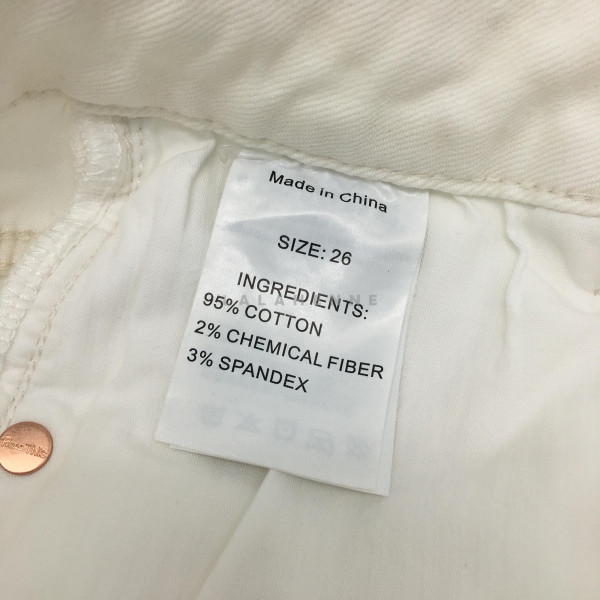 Made in China
SIZE: 26
INGREDIENTS:
95% COTTON
2% CHEMICAL FIBER
3% SPANDEX